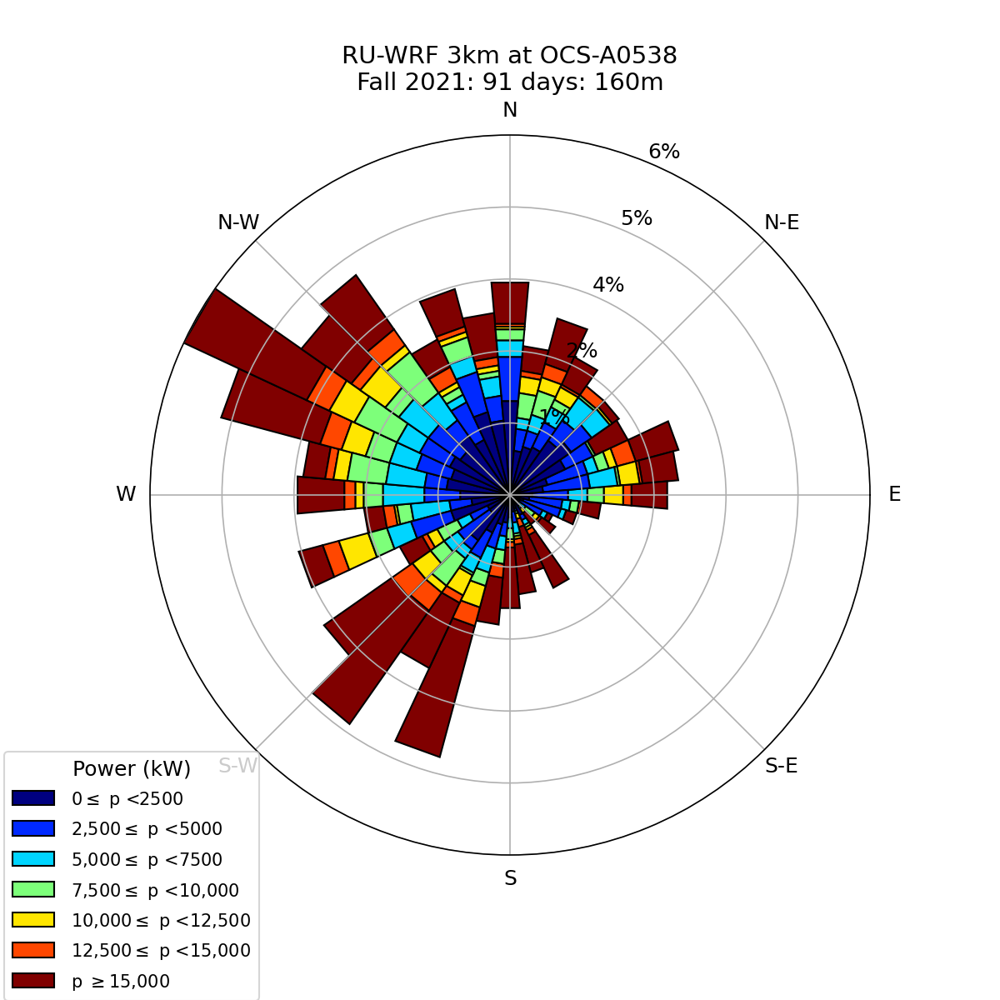 RU-WRF 3km at OCS-A0538
Fall 2021: 91 days: 160m
N
6%
N-W
N-E
5%
4%
2%
1%
W
E
S-W
S-E
S
Power (kW)
0≤ p <2500
2,500≤ p <5000
5,000≤ p <7500
7,500≤ p <10,000
10,000≤ p <12,500
12,500≤ p <15,000
p ≥15,000